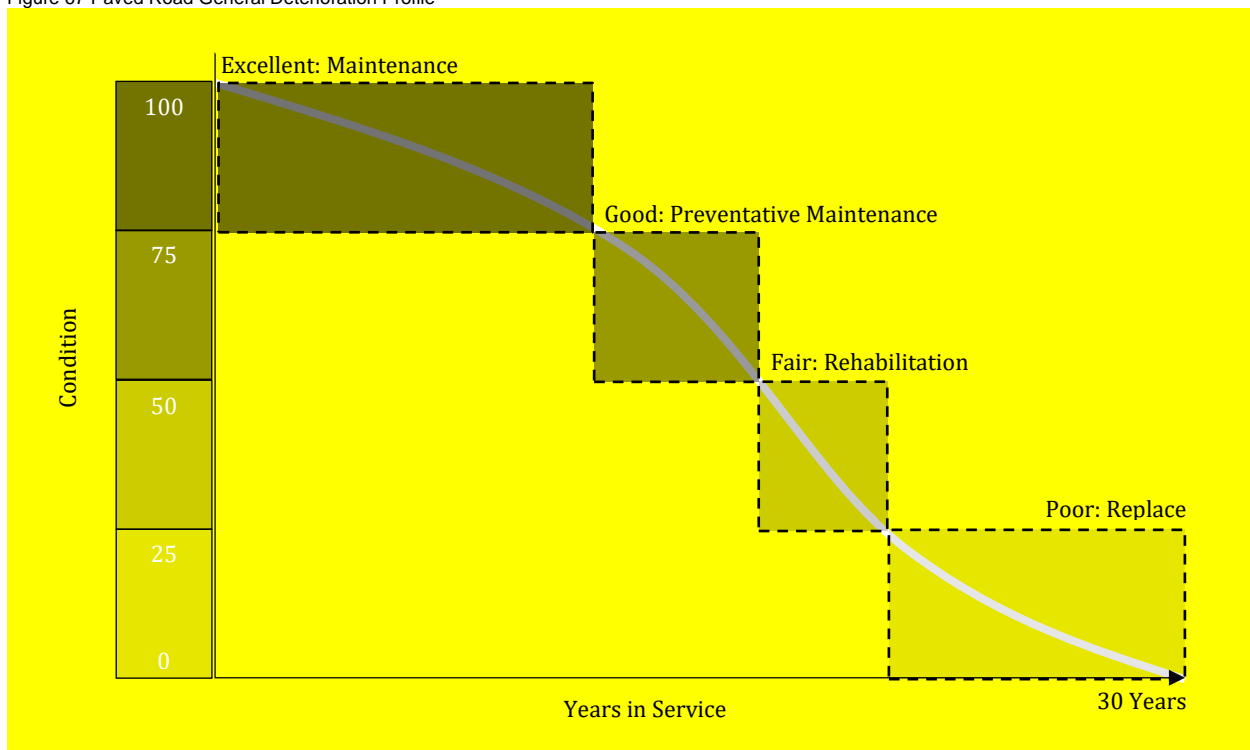 Figure 37 Paved Road General Deterioration Profile
Excellent: Maintenance
100
Good: Preventative Maintenance
75
Condition
Fair: Rehabilitation
50
Poor: Replace
25
0
30 Years
Years in Service